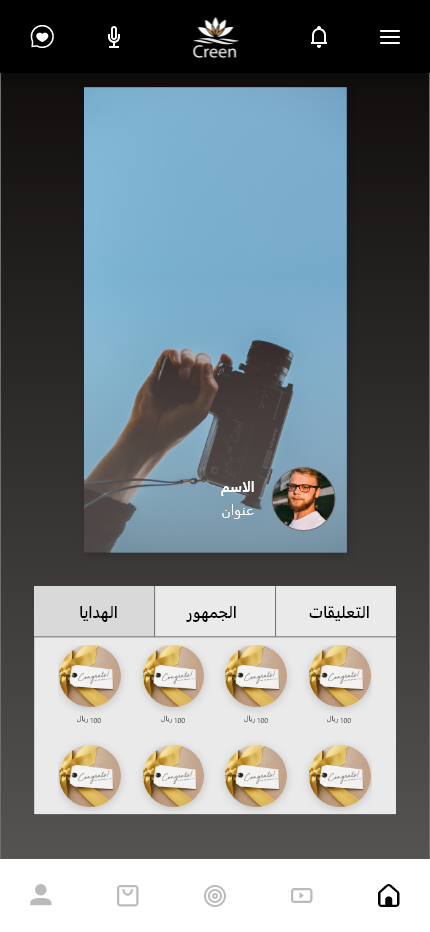 Creen
الاسم
عنوان
التعليقات
الجمهور
الهدايا
Congrats!
Congrats!
Congrats!
Congrats!
100 ريال
100 ريال
100 ريال
100 ريال
Congrats!
Congrats!
Congrats!
Congrats!